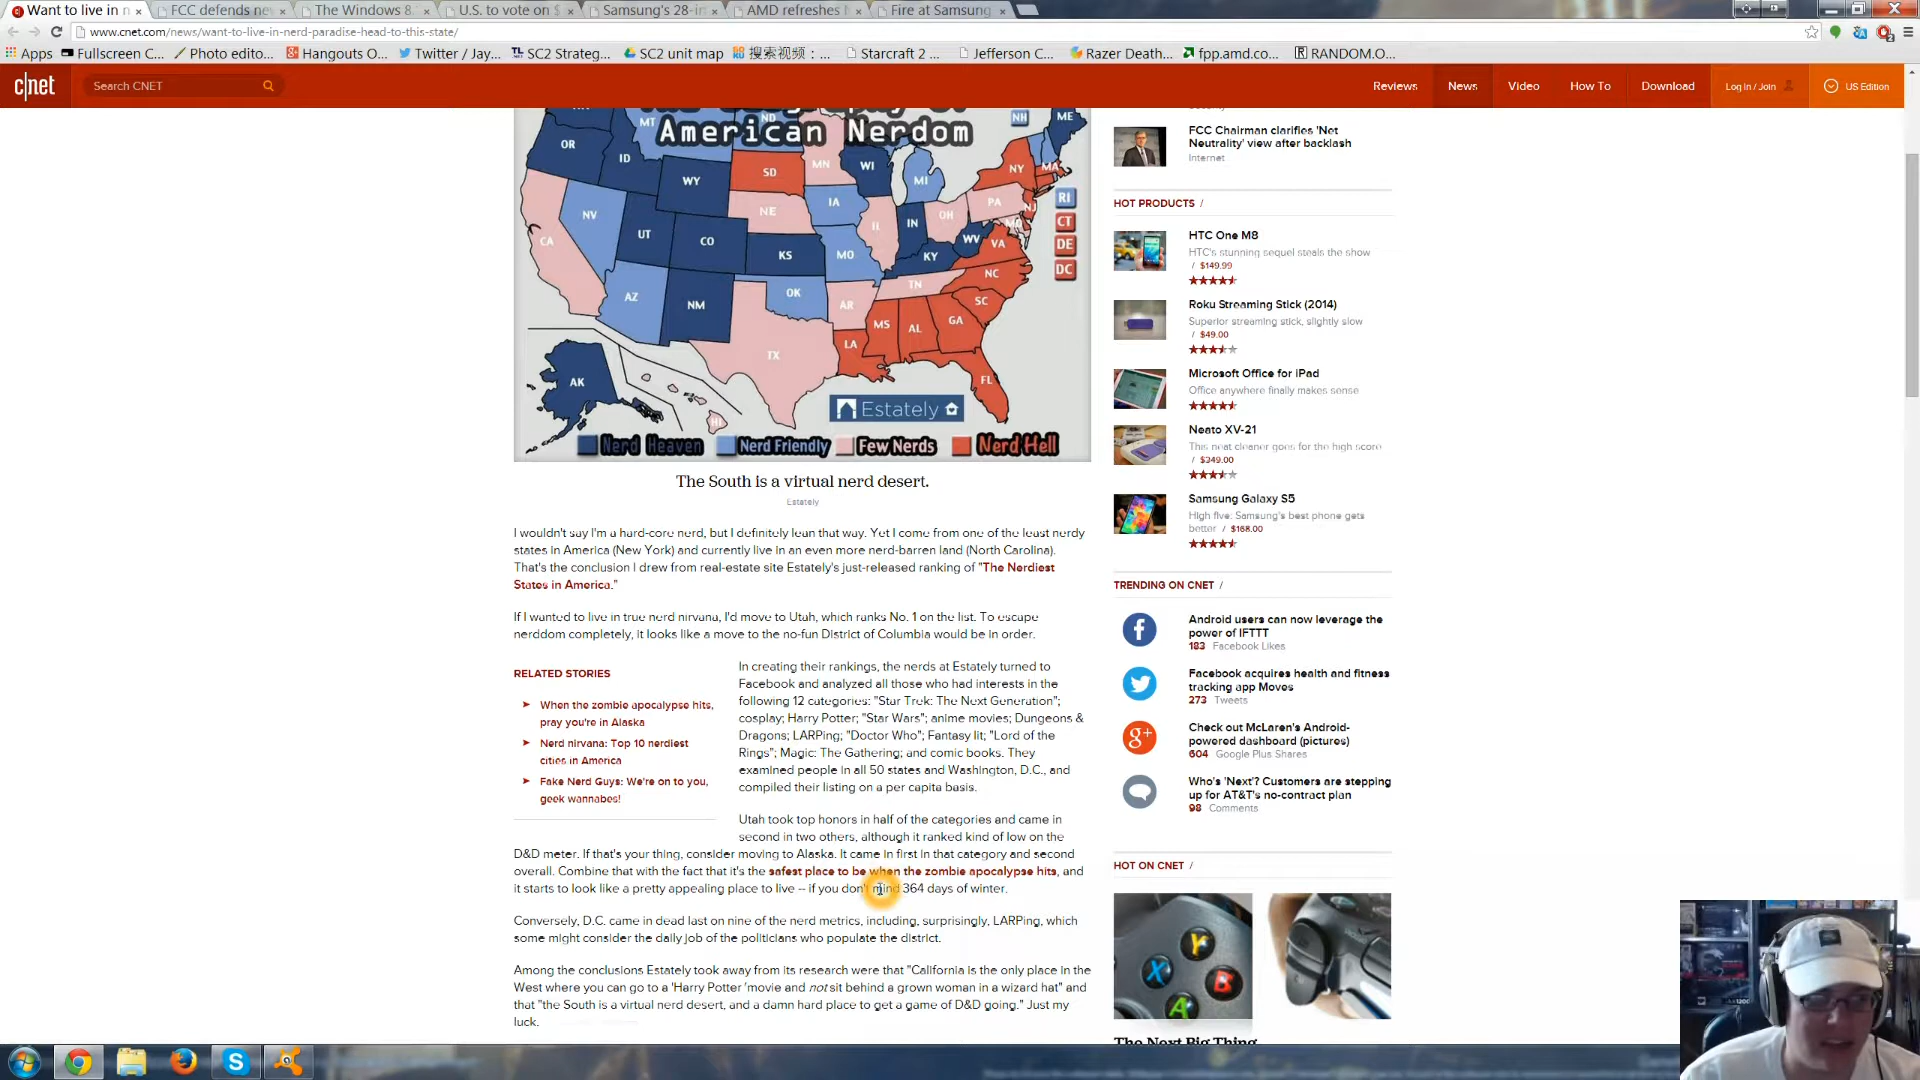 Want to live in n
FCC defends ne
The Windows 8.
U.S. to vote on $
Samsung's 28-in
AMD refreshes
Fire at Samsung
www.cnet.com/news/want-to-live-in-nerd-paradise-head-to-this-state/
Apps
Fullscreen C...
Photo edito...
Hangouts O...
Twitter / Jay...
SC2 Strateg...
SC2 unit map
搜索视频：...
Starcraft 2 ...
Jefferson C...
Razer Death...
fpp.amd.co...
RANDOM.O...
c|net
Search CNET
Reviews
News
Video
How To
Download
Log In / Join
US Edition
American Nerdom
MT
ND
NH
ME
OR
ID
WY
SD
MN
WI
MI
NY
MA
RI
NV
UT
CO
NE
IA
IL
IN
OH
PA
NJ
CT
CA
KS
MO
KY
WV
VA
DE
DC
AZ
NM
OK
AR
TN
NC
SC
TX
LA
MS
AL
GA
FL
AK
HI
Estately
Nerd Heaven
Nerd Friendly
Few Nerds
Nerd Hell
The South is a virtual nerd desert.
Estately
I wouldn't say I'm a hard-core nerd, but I definitely lean that way. Yet I come from one of the least nerdy
states in America (New York) and currently live in an even more nerd-barren land (North Carolina).
That's the conclusion I drew from real-estate site Estately's just-released ranking of "The Nerdiest
States in America."
If I wanted to live in true nerd nirvana, I'd move to Utah, which ranks No. 1 on the list. To escape
nerddom completely, it looks like a move to the no-fun District of Columbia would be in order.
RELATED STORIES
When the zombie apocalypse hits,
pray you're in Alaska
Nerd nirvana: Top 10 nerdiest
cities in America
Fake Nerd Guys: We're on to you,
geek wannabes!
In creating their rankings, the nerds at Estately turned to
Facebook and analyzed all those who had interests in the
following 12 categories: "Star Trek: The Next Generation";
cosplay; Harry Potter; "Star Wars"; anime movies; Dungeons &
Dragons; LARPing; "Doctor Who"; Fantasy lit; "Lord of the
Rings"; Magic: The Gathering; and comic books. They
examined people in all 50 states and Washington, D.C., and
compiled their listing on a per capita basis.
Utah took top honors in half of the categories and came in
second in two others, although it ranked kind of low on the
D&D meter. If that's your thing, consider moving to Alaska. It came in first in that category and second
overall. Combine that with the fact that it's the safest place to be when the zombie apocalypse hits, and
it starts to look like a pretty appealing place to live -- if you don't mind 364 days of winter.
Conversely, D.C. came in dead last on nine of the nerd metrics, including, surprisingly, LARPing, which
some might consider the daily job of the politicians who populate the district.
Among the conclusions Estately took away from its research were that "California is the only place in the
West where you can go to a 'Harry Potter 'movie and not sit behind a grown woman in a wizard hat" and
that "the South is a virtual nerd desert, and a damn hard place to get a game of D&D going." Just my
luck.
FCC Chairman clarifies 'Net
Neutrality' view after backlash
Internet
HOT PRODUCTS /
HTC One M8
HTC's stunning sequel steals the show
/ $149.99
Roku Streaming Stick (2014)
Superior streaming stick, slightly slow
/ $49.00
Microsoft Office for iPad
Office anywhere finally makes sense
Neato XV-21
This neat cleaner goes for the high score
/ $349.00
Samsung Galaxy S5
High five: Samsung's best phone gets
better / $168.00
TRENDING ON CNET /
Android users can now leverage the
power of IFTTT
183 Facebook Likes
Facebook acquires health and fitness
tracking app Moves
273 Tweets
Check out McLaren's Android-
powered dashboard (pictures)
604 Google Plus Shares
Who's 'Next'? Customers are stepping
up for AT&T's no-contract plan
98 Comments
HOT ON CNET /
Y
X
B
A
The Next Big Thing